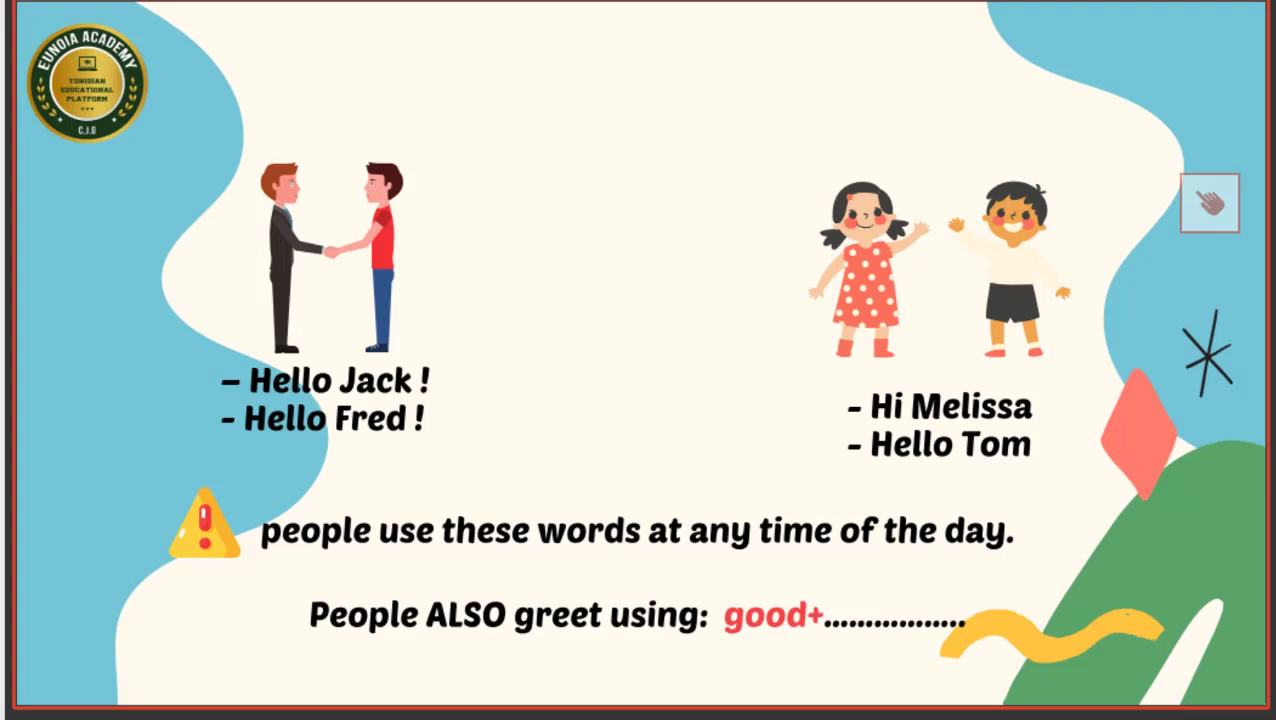 EUNOIA ACADEMY
TUNISIAN
EDUCATIONAL
PLATFORM
C.J.G
– Hello Jack !
- Hello Fred !
- Hi Melissa
- Hello Tom
people use these words at any time of the day.
People ALSO greet using: good+.................